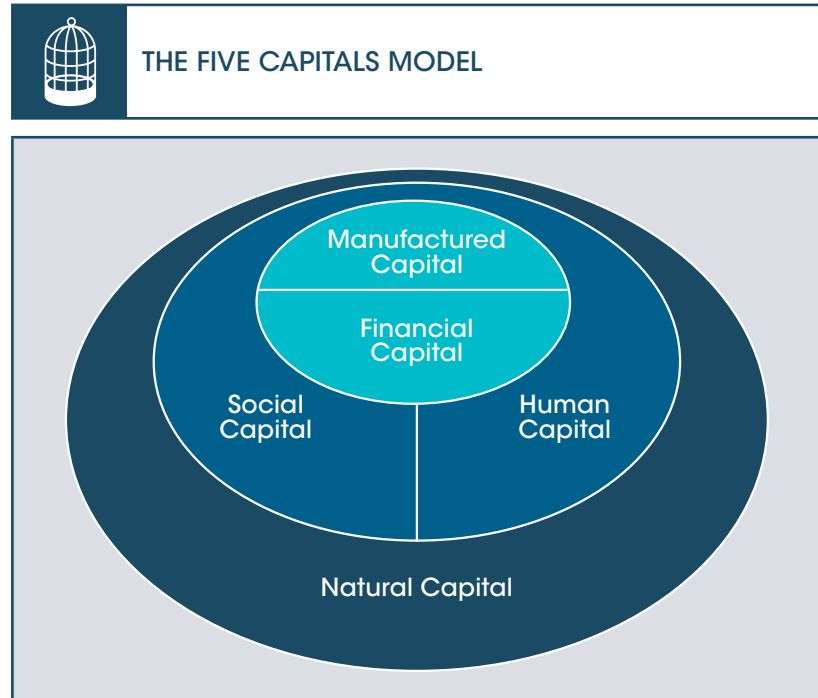 THE FIVE CAPITALS MODEL
Manufactured
Capital
Financial
Capital
Social
Capital
Human
Capital
Natural Capital